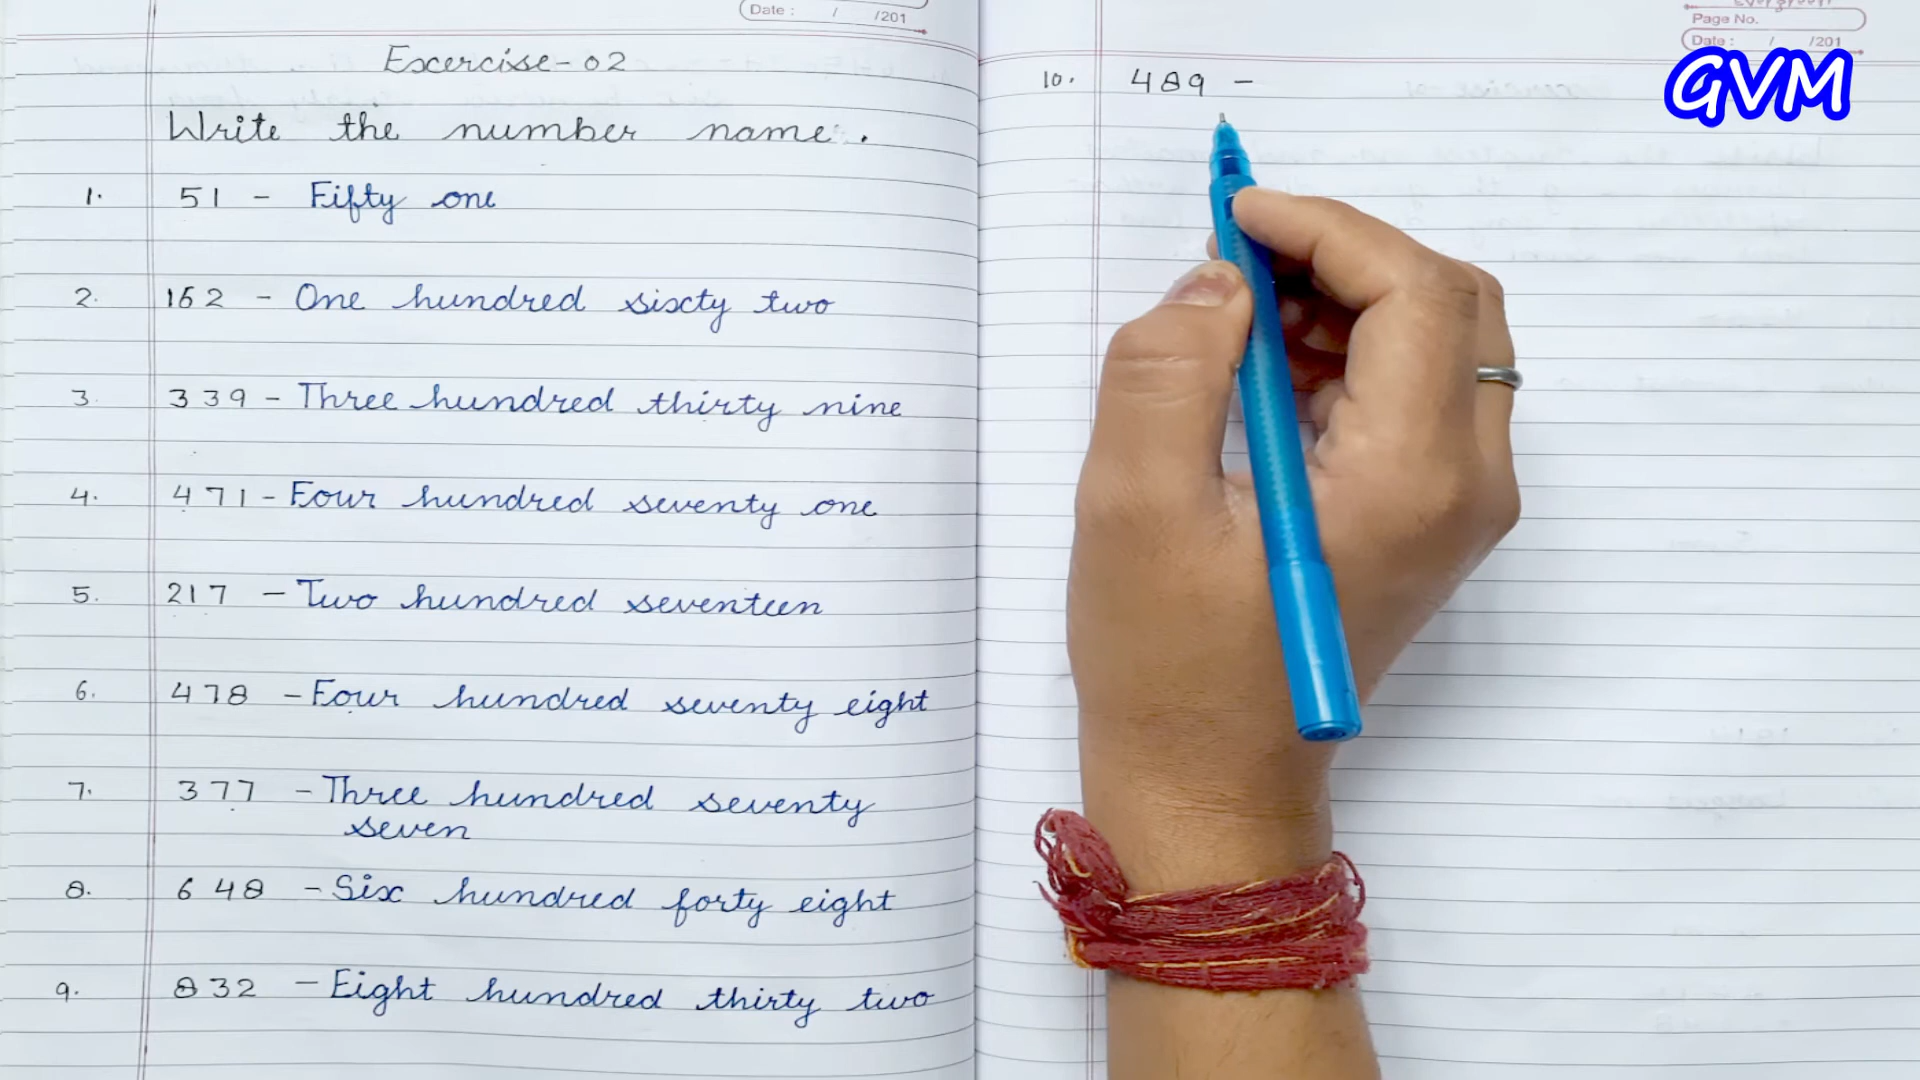 Date : / /201
Excercise-02
Write the number name.
1. 51 - Fifty one
2. 162 - One hundred sixty two
3. 339 - Three hundred thirty nine
4. 471 - Four hundred seventy one
5. 217 - Two hundred seventeen
6. 478 - Four hundred seventy eight
7. 377 - Three hundred seventy
seven
8. 648 - Six hundred forty eight
9. 832 - Eight hundred thirty two
Page No.
Date : / /201
GVM
10. 489 -